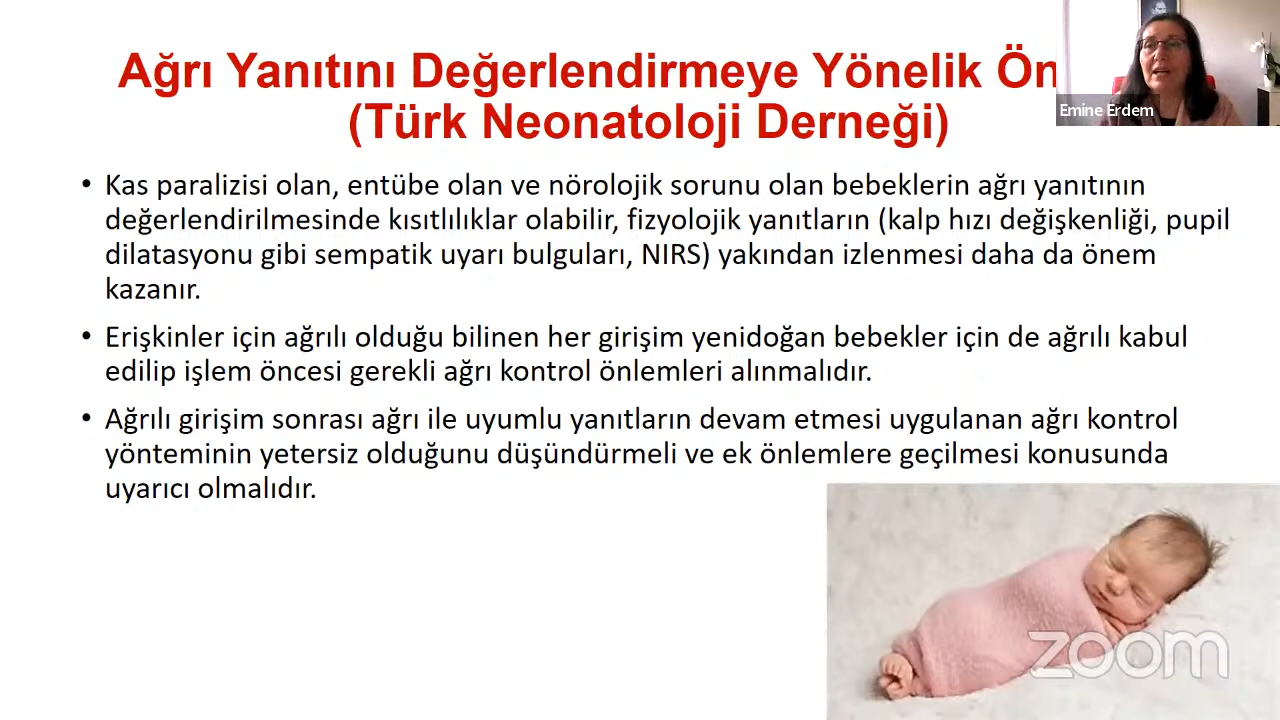 Ağrı Yanıtını Değerlendirmeye Yönelik
(Türk Neonatoloji Derneği)
Emine Erdem
• Kas paralizisi olan, entübe olan ve nörolojik sorunu olan bebeklerin ağrı yanıtının
değerlendirilmesinde kısıtlılıklar olabilir, fizyolojik yanıtların (kalp hızı değişkenliği, pupil
dilatasyonu gibi sempatik uyarı bulguları, NIRS) yakından izlenmesi daha da önem
kazanır.
• Erişkinler için ağrılı olduğu bilinen her girişim yenidoğan bebekler için de ağrılı kabul
edilip işlem öncesi gerekli ağrı kontrol önlemleri alınmalıdır.
• Ağrılı girişim sonrası ağrı ile uyumlu yanıtların devam etmesi uygulanan ağrı kontrol
yönteminin yetersiz olduğunu düşündürmeli ve ek önlemlere geçilmesi konusunda
uyarıcı olmalıdır.
zoom